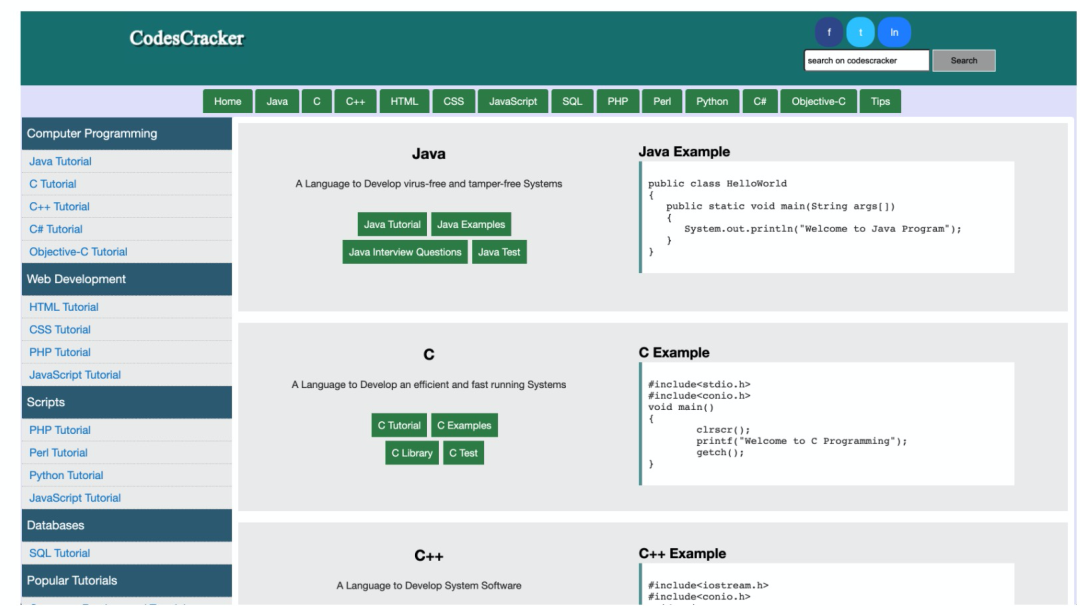 CodesCracker
f t in
search on codescracker Search
Home Java C C++ HTML CSS JavaScript SQL PHP Perl Python C# Objective-C Tips
Computer Programming
Java Tutorial
C Tutorial
C++ Tutorial
C# Tutorial
Objective-C Tutorial
Web Development
HTML Tutorial
CSS Tutorial
PHP Tutorial
JavaScript Tutorial
Scripts
PHP Tutorial
Perl Tutorial
Python Tutorial
JavaScript Tutorial
Databases
SQL Tutorial
Popular Tutorials
Java
A Language to Develop virus-free and tamper-free Systems
Java Tutorial Java Examples
Java Interview Questions Java Test
Java Example
public class HelloWorld
{
public static void main(String args[])
{
System.out.println("Welcome to Java Program");
}
}
C
A Language to Develop an efficient and fast running Systems
C Tutorial C Examples
C Library C Test
C Example
#include<stdio.h>
#include<conio.h>
void main()
{
clrscr();
printf("Welcome to C Programming");
getch();
}
C++
A Language to Develop System Software
C++ Example
#include<iostream.h>
#include<conio.h>